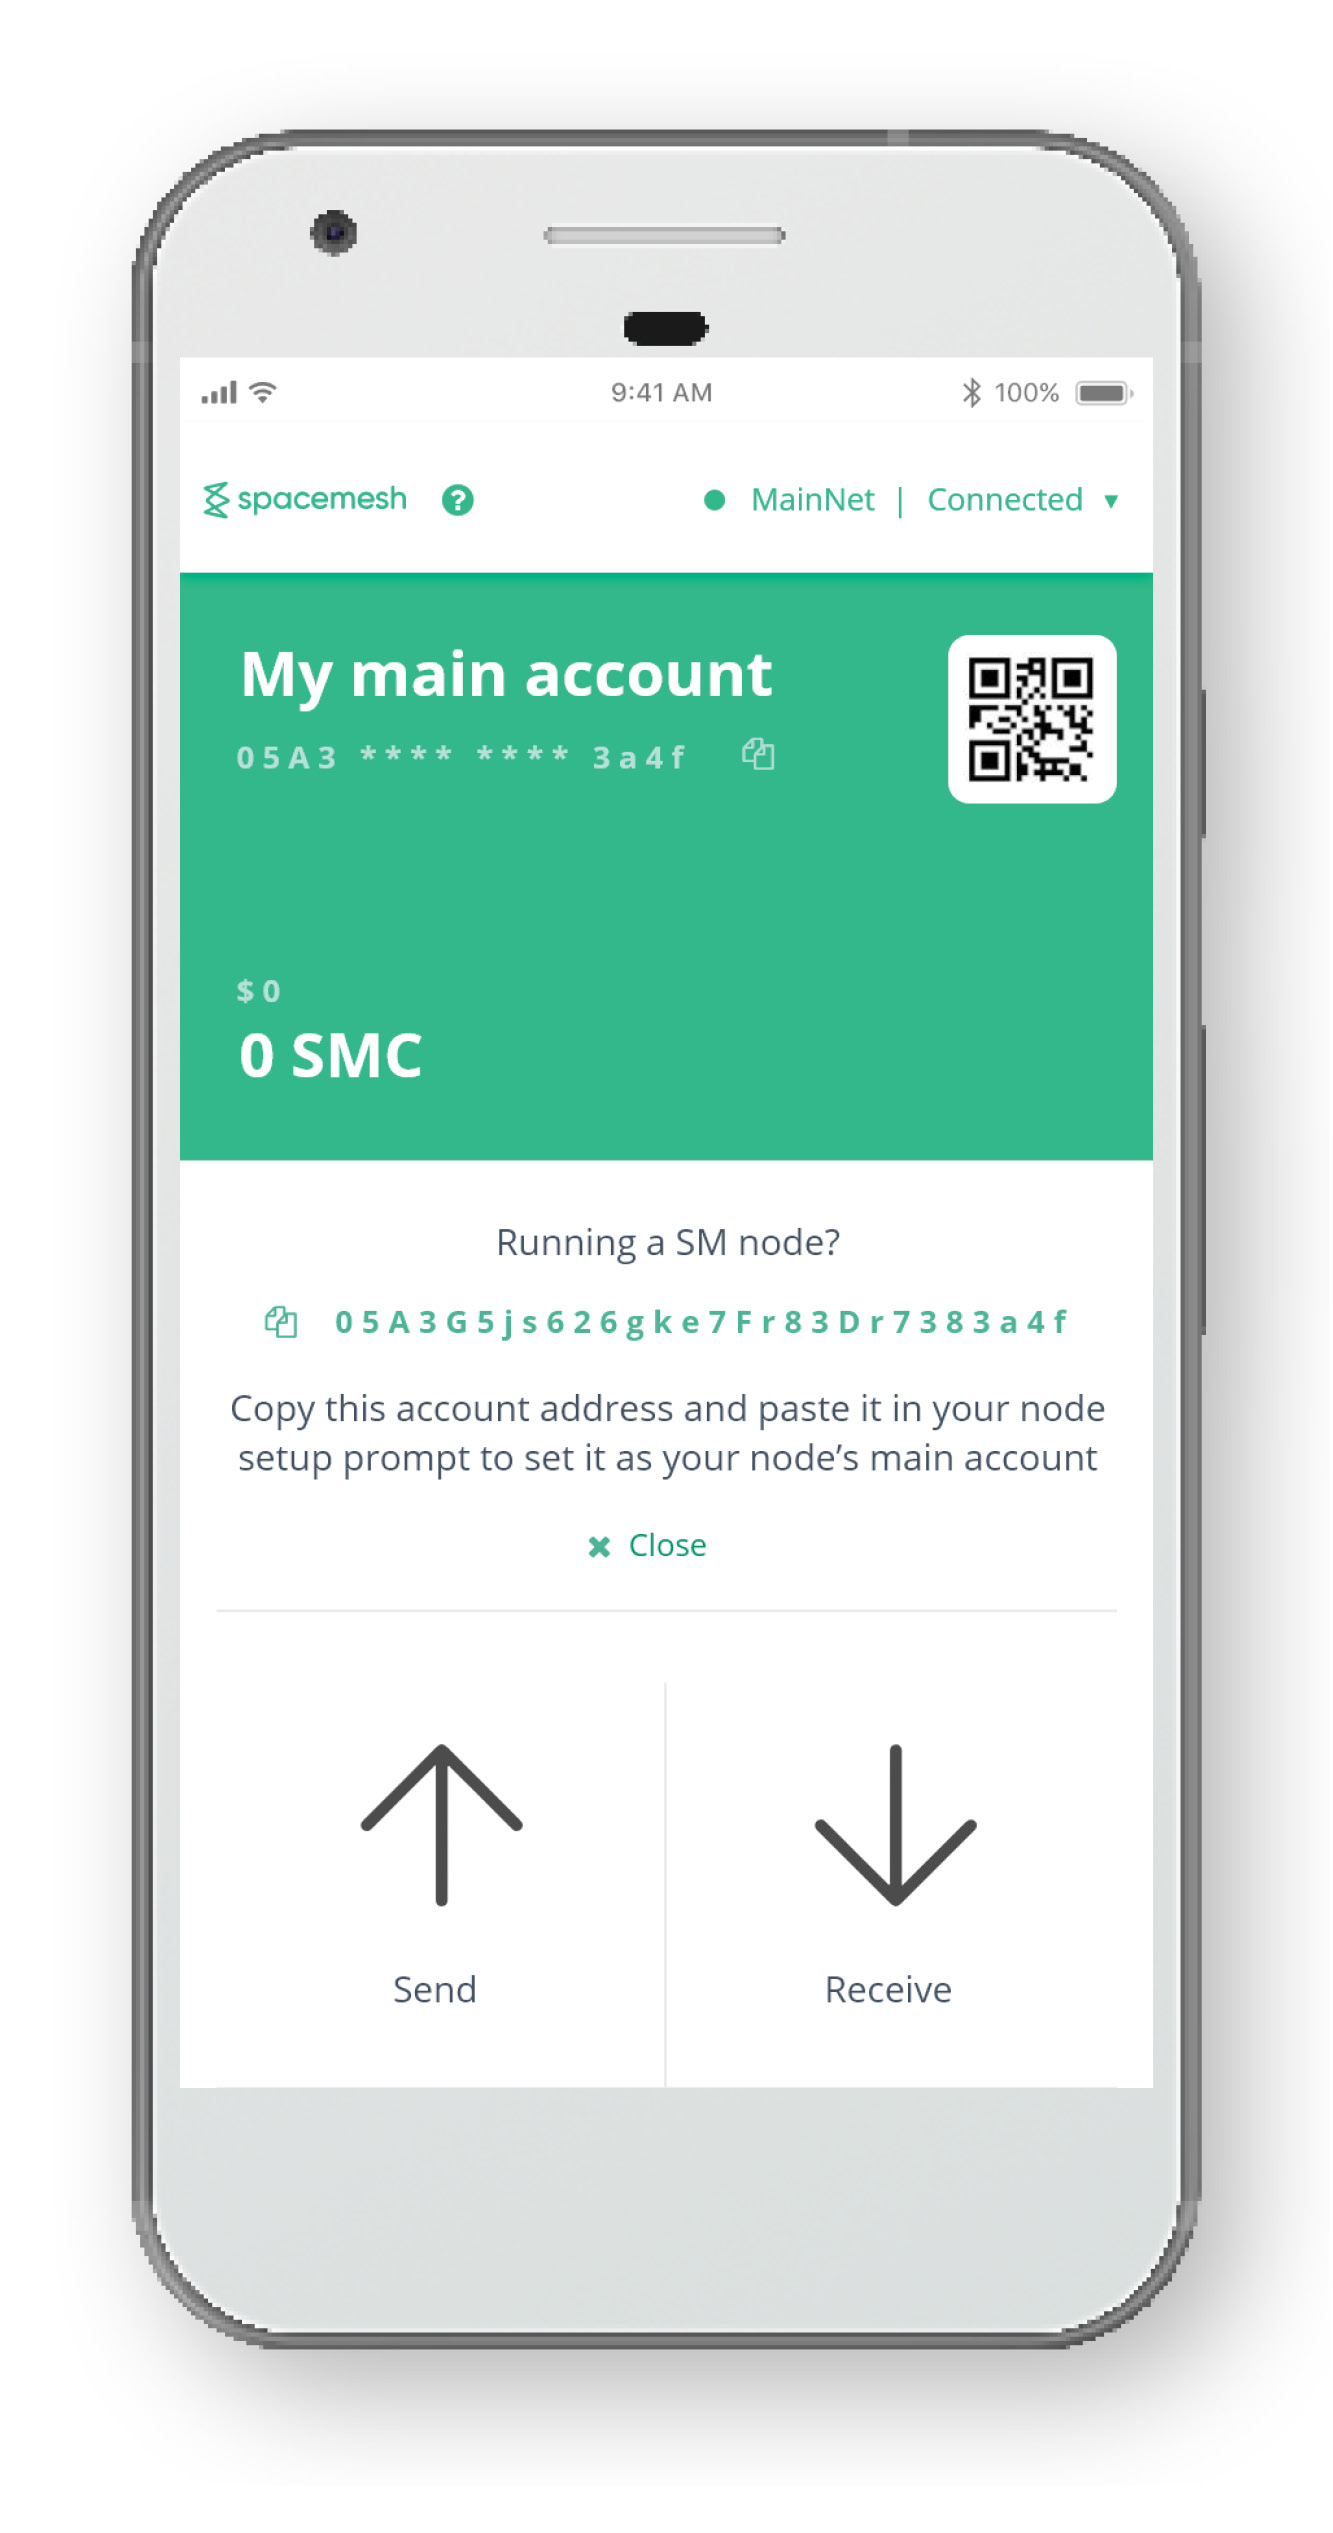 9:41 AM 100%
spacemesh ? MainNet | Connected ▼
My main account
05A3 **** **** 3a4f
$0
0 SMC
Running a SM node?
05A3G5js626gke7Fr83Dr7383a4f
Copy this account address and paste it in your node
setup prompt to set it as your node’s main account
Close
Send Receive